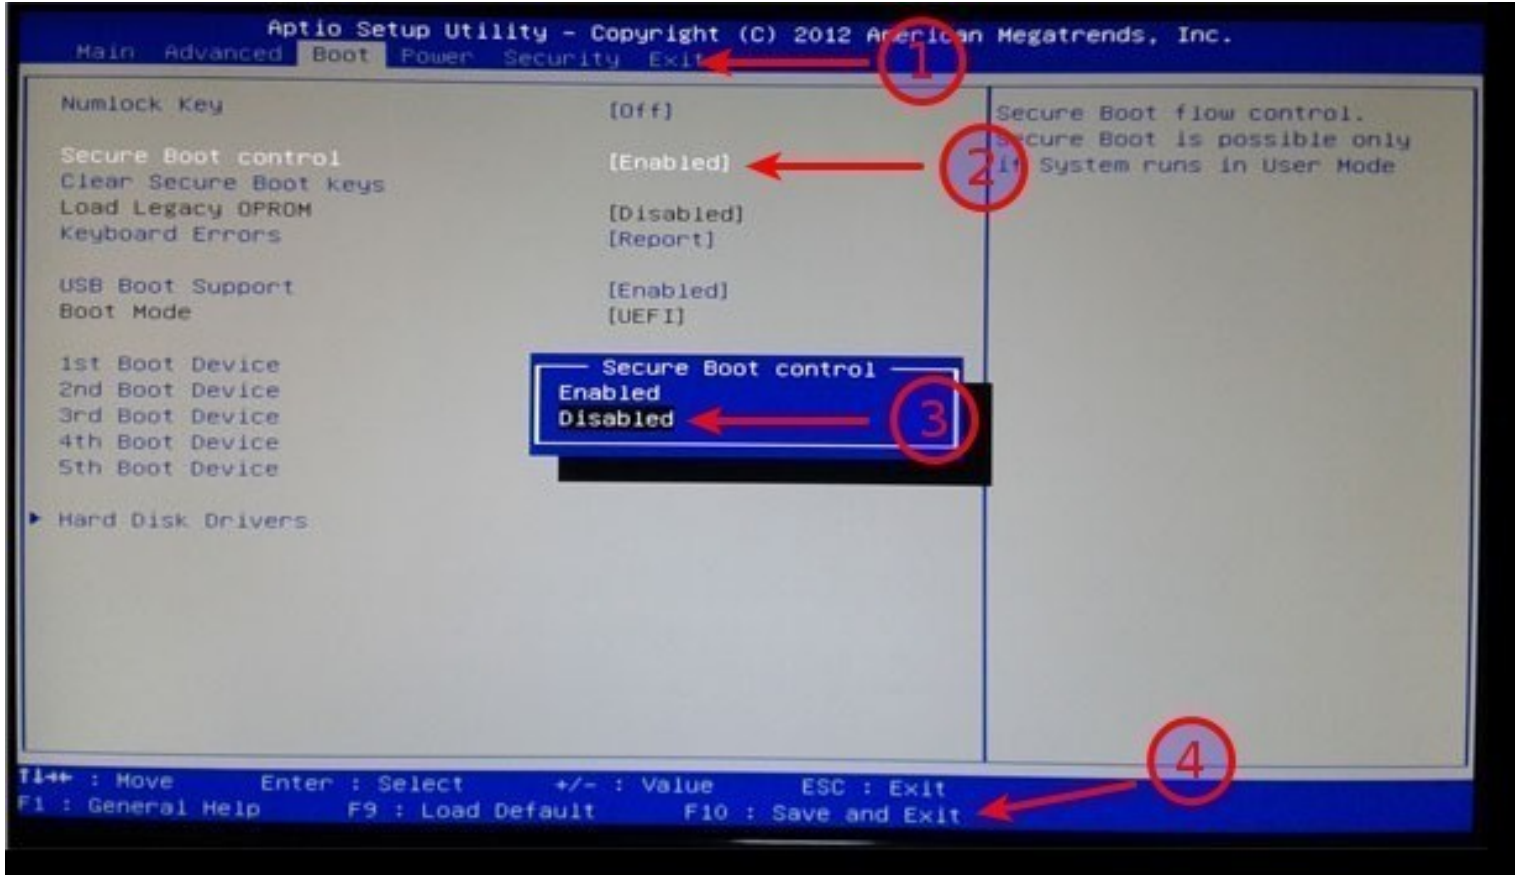 Aptio Setup Utility - Copyright (C) 2012 American Megatrends, Inc.
Main Advanced Boot Power Security Exit
1
Numlock Key [Off]
Secure Boot control [Enabled]
Clear Secure Boot keys
Load Legacy OPROM [Disabled]
Keyboard Errors [Report]
USB Boot Support [Enabled]
Boot Mode [UEFI]
1st Boot Device
2nd Boot Device
3rd Boot Device
4th Boot Device
5th Boot Device
Hard Disk Drivers
2
Secure Boot flow control.
Secure Boot is possible only
if System runs in User Mode
Secure Boot control
Enabled
Disabled
3
4
↑↓→← : Move Enter : Select +/- : Value ESC : Exit
F1 : General Help F9 : Load Default F10 : Save and Exit